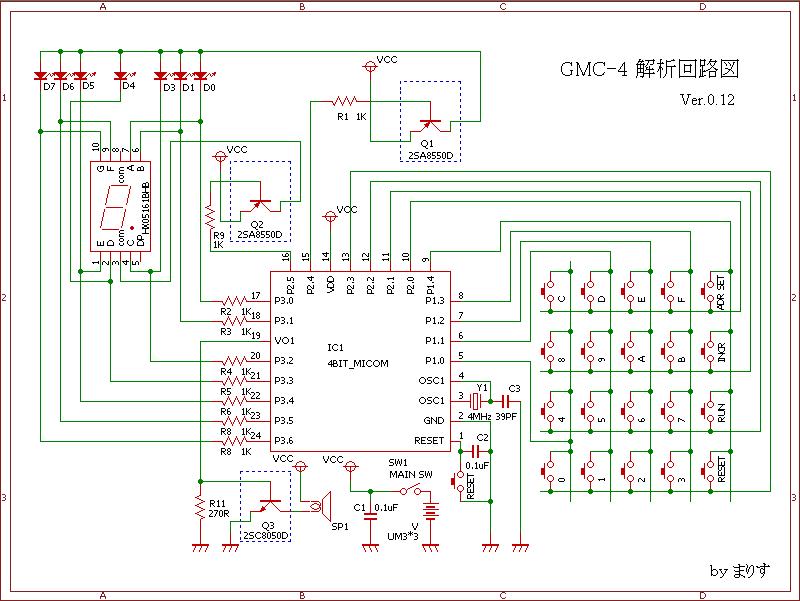 A B C D
GMC-4 解析回路図
Ver.0.12
VCC
D7 D6 D5 D4 D3 D1 D0
1 1
R1 1K
Q1
2SA8550D
10 9 8 7 6
G F com A B
HX05161BHB
E D com C DP
1 2 3 4 5
VCC
R9
1K
Q2
2SA8550D
VCC
16 15 14 13 12 11 10 9
P2.5 P2.4 VDD P2.3 P2.2 P2.1 P2.0 P1.4
2 2
R2 1K 17 P3.0
R3 1K 18 P3.1
19 VO1
R4 1K 20 P3.2
R5 1K 21 P3.3
R6 1K 22 P3.4
R8 1K 23 P3.5
R8 1K 24 P3.6
IC1
4BIT_MICOM
P1.3 8
P1.2 7
P1.1 6
P1.0 5
OSC1 4
OSC1 3
GND 2
RESET 1
Y1
4MHz
C3
39PF
C2
0.1uF
RESET
C D E F ADR SET
8 9 A B INCR
4 5 6 7 RUN
0 1 2 3 RESET
3 3
VCC
VCC
SW1
MAIN SW
R11
270R
Q3
2SC8050D
SP1
C1 0.1uF
V
UM3*3
by まりす
A B C D